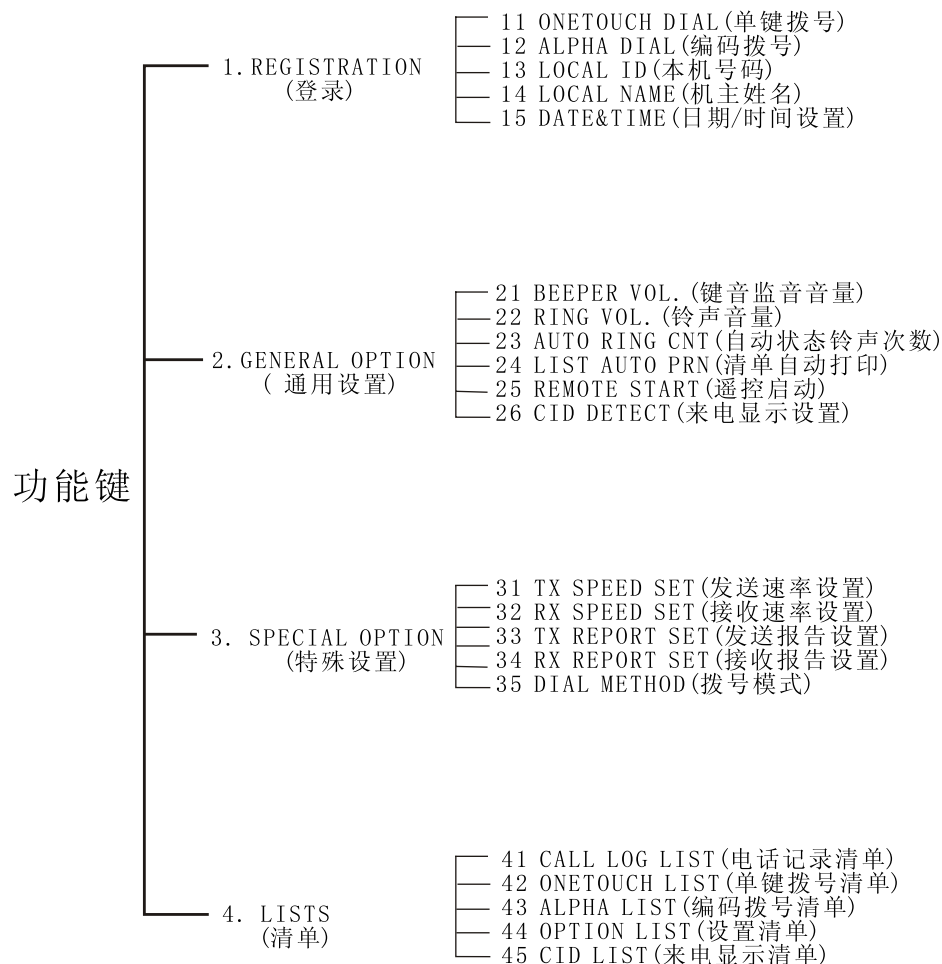 功能键
1.REGISTRATION
(登录)
11 ONETOUCH DIAL(单键拨号)
12 ALPHA DIAL(编码拨号)
13 LOCAL ID(本机号码)
14 LOCAL NAME(机主姓名)
15 DATE&TIME(日期/时间设置)
2.GENERAL OPTION
( 通用设置)
21 BEEPER VOL.(键音监音音量)
22 RING VOL.(铃声音量)
23 AUTO RING CNT(自动状态铃声次数)
24 LIST AUTO PRN(清单自动打印)
25 REMOTE START(遥控启动)
26 CID DETECT(来电显示设置)
3. SPECIAL OPTION
(特殊设置)
31 TX SPEED SET(发送速率设置)
32 RX SPEED SET(接收速率设置)
33 TX REPORT SET(发送报告设置)
34 RX REPORT SET(接收报告设置)
35 DIAL METHOD(拨号模式)
4. LISTS
(清单)
41 CALL LOG LIST(电话记录清单)
42 ONETOUCH LIST(单键拨号清单)
43 ALPHA LIST(编码拨号清单)
44 OPTION LIST(设置清单)
45 CID LIST(来电显示清单)